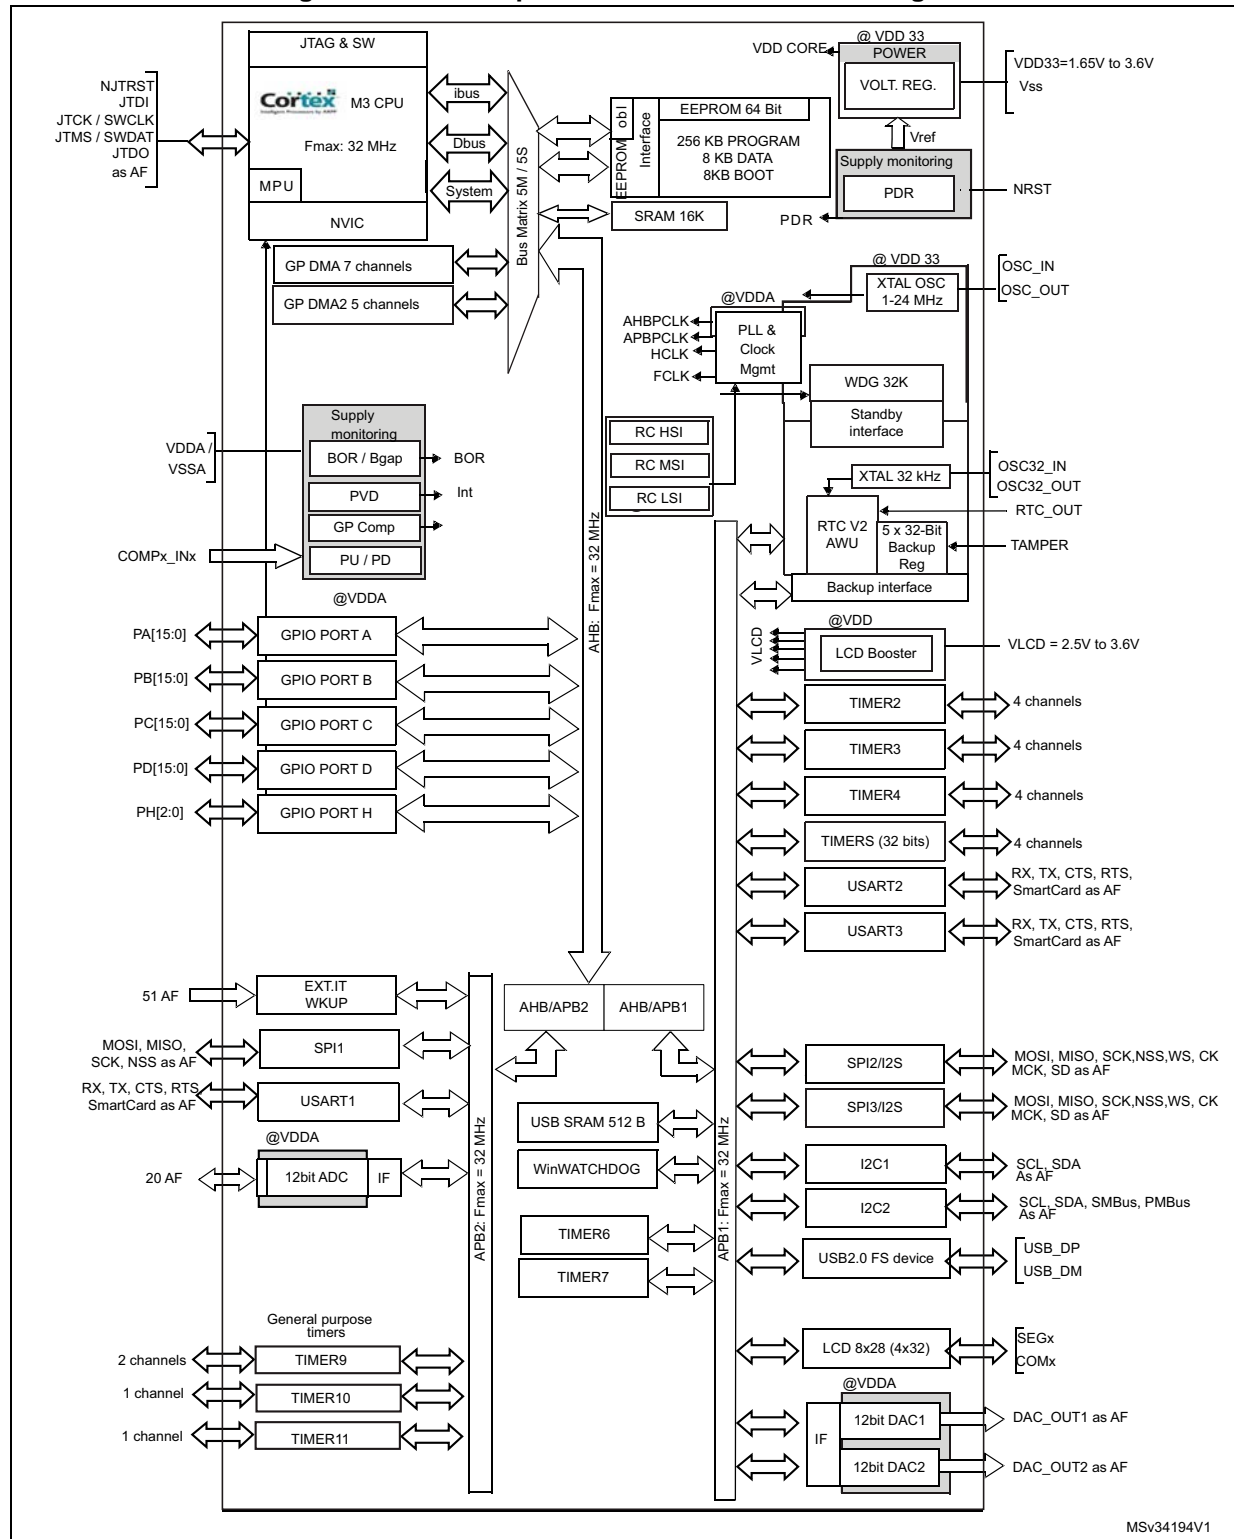 JTAG & SW
Cortex
Intelligent Processors by ARM
M3 CPU
Fmax: 32 MHz
MPU
NVIC
NJTRST
JTDI
JTCK / SWCLK
JTMS / SWDAT
JTDO
as AF
ibus
Dbus
System
Bus Matrix 5M / 5S
GP DMA 7 channels
GP DMA2 5 channels
EEPROM obl
Interface
EEPROM 64 Bit
256 KB PROGRAM
8 KB DATA
8KB BOOT
SRAM 16K
@ VDD 33
VDD CORE
POWER
VOLT. REG.
VDD33=1.65V to 3.6V
Vss
Vref
Supply monitoring
PDR
NRST
PDR
@ VDD 33
XTAL OSC
1-24 MHz
OSC_IN
OSC_OUT
@VDDA
AHBPCLK
APBPCLK
HCLK
FCLK
PLL &
Clock
Mgmt
WDG 32K
Standby
interface
RC HSI
RC MSI
RC LSI
XTAL 32 kHz
OSC32_IN
OSC32_OUT
RTC V2
AWU
RTC_OUT
5 x 32-Bit
Backup
Reg
TAMPER
Backup interface
Supply
monitoring
VDDA /
VSSA
BOR / Bgap
BOR
PVD
Int
GP Comp
COMPx_INx
PU / PD
@VDDA
AHB: Fmax = 32 MHz
PA[15:0]
GPIO PORT A
PB[15:0]
GPIO PORT B
PC[15:0]
GPIO PORT C
PD[15:0]
GPIO PORT D
PH[2:0]
GPIO PORT H
@VDD
VLCD
LCD Booster
VLCD = 2.5V to 3.6V
TIMER2
4 channels
TIMER3
4 channels
TIMER4
4 channels
TIMERS (32 bits)
4 channels
USART2
RX, TX, CTS, RTS,
SmartCard as AF
USART3
RX, TX, CTS, RTS,
SmartCard as AF
51 AF
EXT.IT
WKUP
AHB/APB2
AHB/APB1
MOSI, MISO,
SCK, NSS as AF
SPI1
RX, TX, CTS, RTS
SmartCard as AF
USART1
@VDDA
20 AF
12bit ADC
IF
APB2: Fmax = 32 MHz
USB SRAM 512 B
WinWATCHDOG
TIMER6
TIMER7
APB1: Fmax = 32 MHz
SPI2/I2S
MOSI, MISO, SCK,NSS,WS, CK
MCK, SD as AF
SPI3/I2S
MOSI, MISO, SCK,NSS,WS, CK
MCK, SD as AF
I2C1
SCL, SDA
As AF
I2C2
SCL, SDA, SMBus, PMBus
As AF
USB2.0 FS device
USB_DP
USB_DM
General purpose
timers
2 channels
TIMER9
1 channel
TIMER10
1 channel
TIMER11
LCD 8x28 (4x32)
SEGx
COMx
@VDDA
IF
12bit DAC1
DAC_OUT1 as AF
12bit DAC2
DAC_OUT2 as AF
MSv34194V1